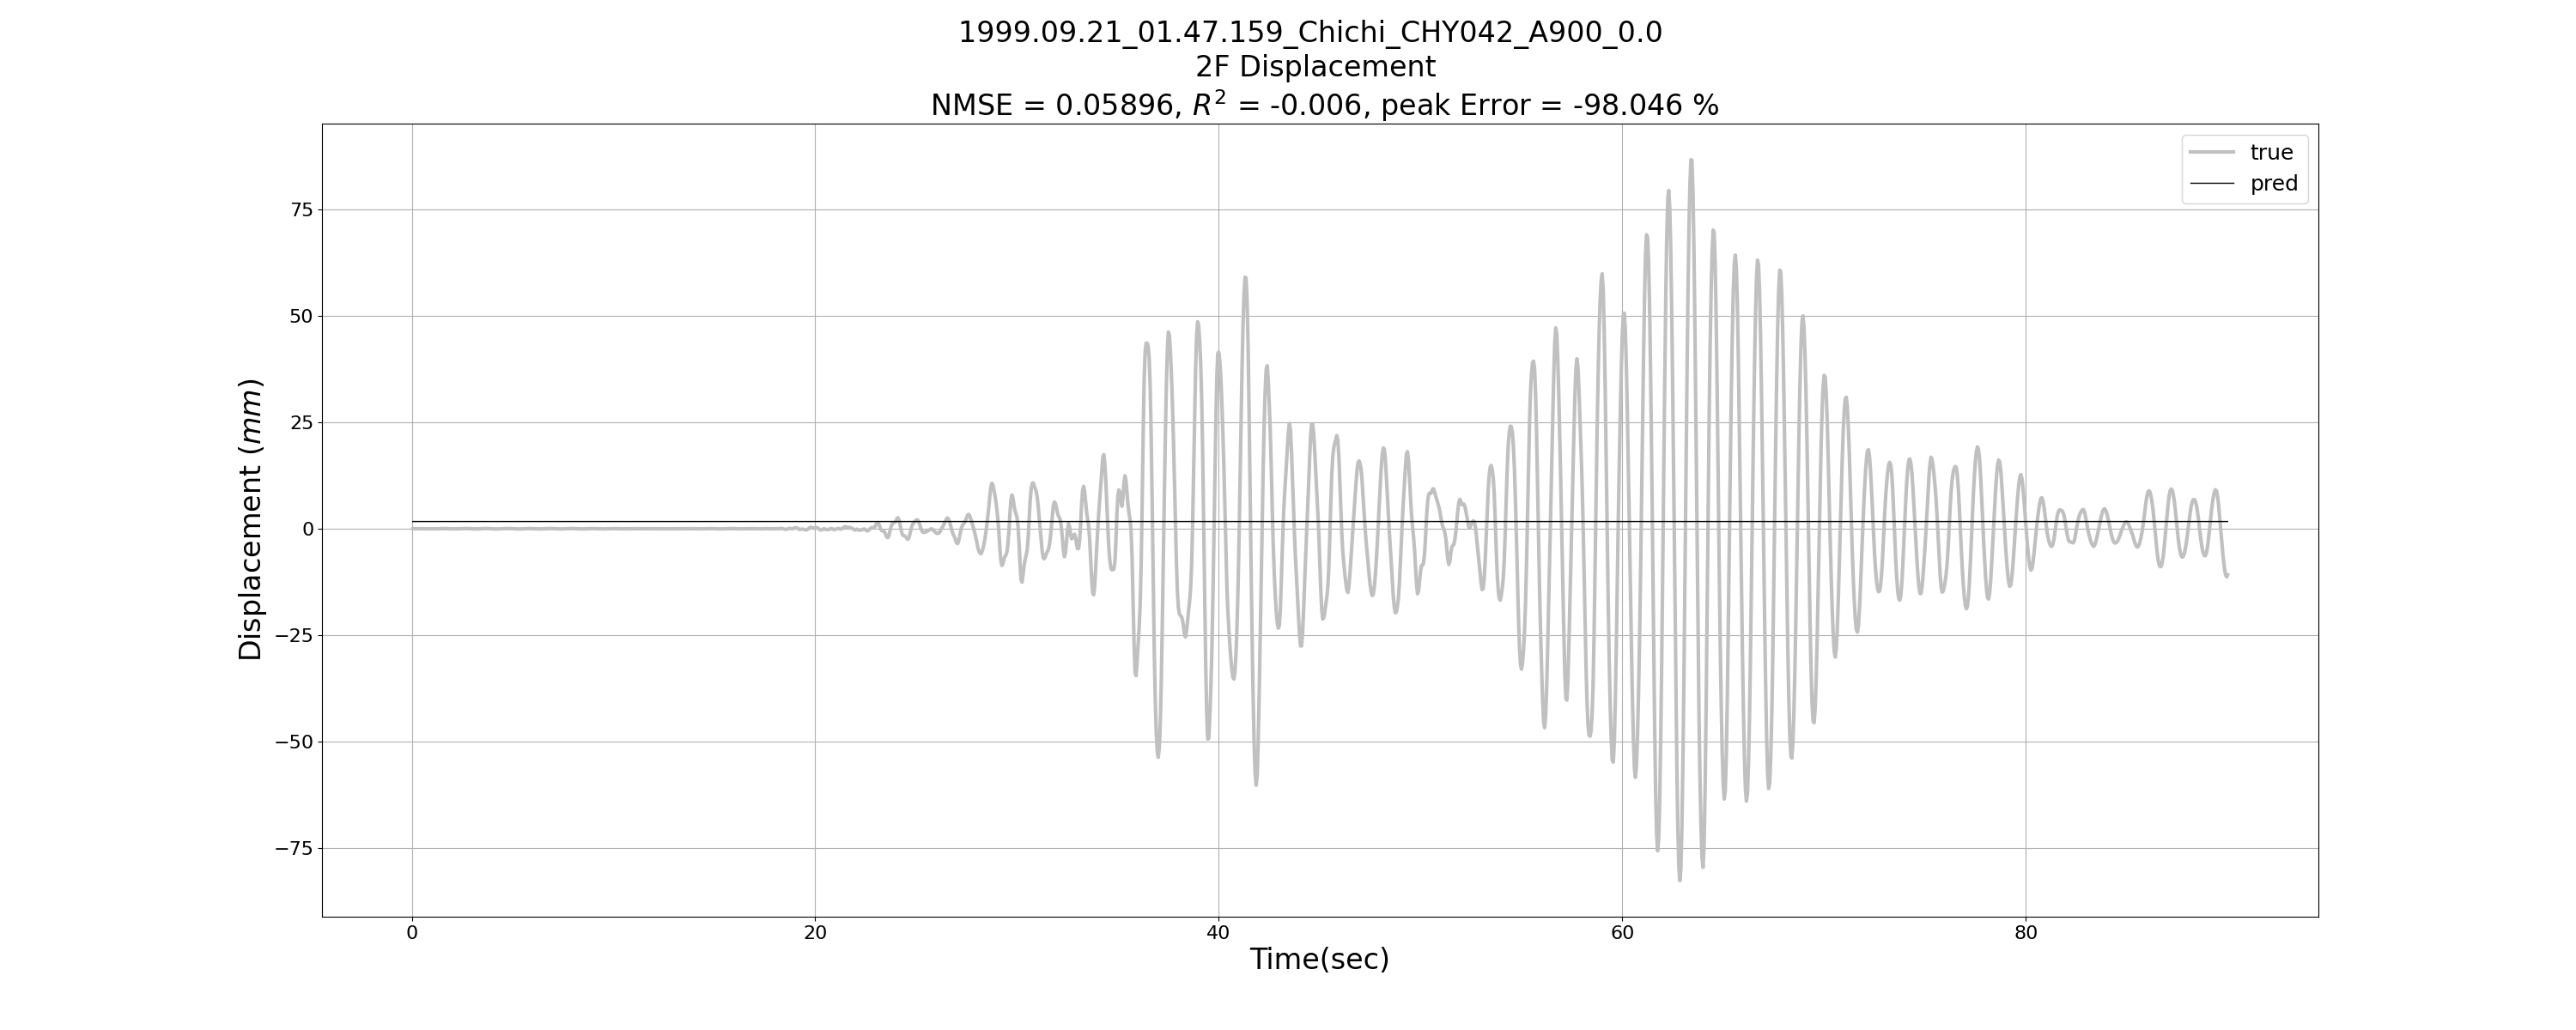 1999.09.21_01.47.159_Chichi_CHY042_A900_0.0
2F Displacement
NMSE = 0.05896, R² = -0.006, peak Error = -98.046 %
true
pred
75
50
25
0
−25
−50
−75
Displacement (mm)
0 20 40 60 80
Time(sec)